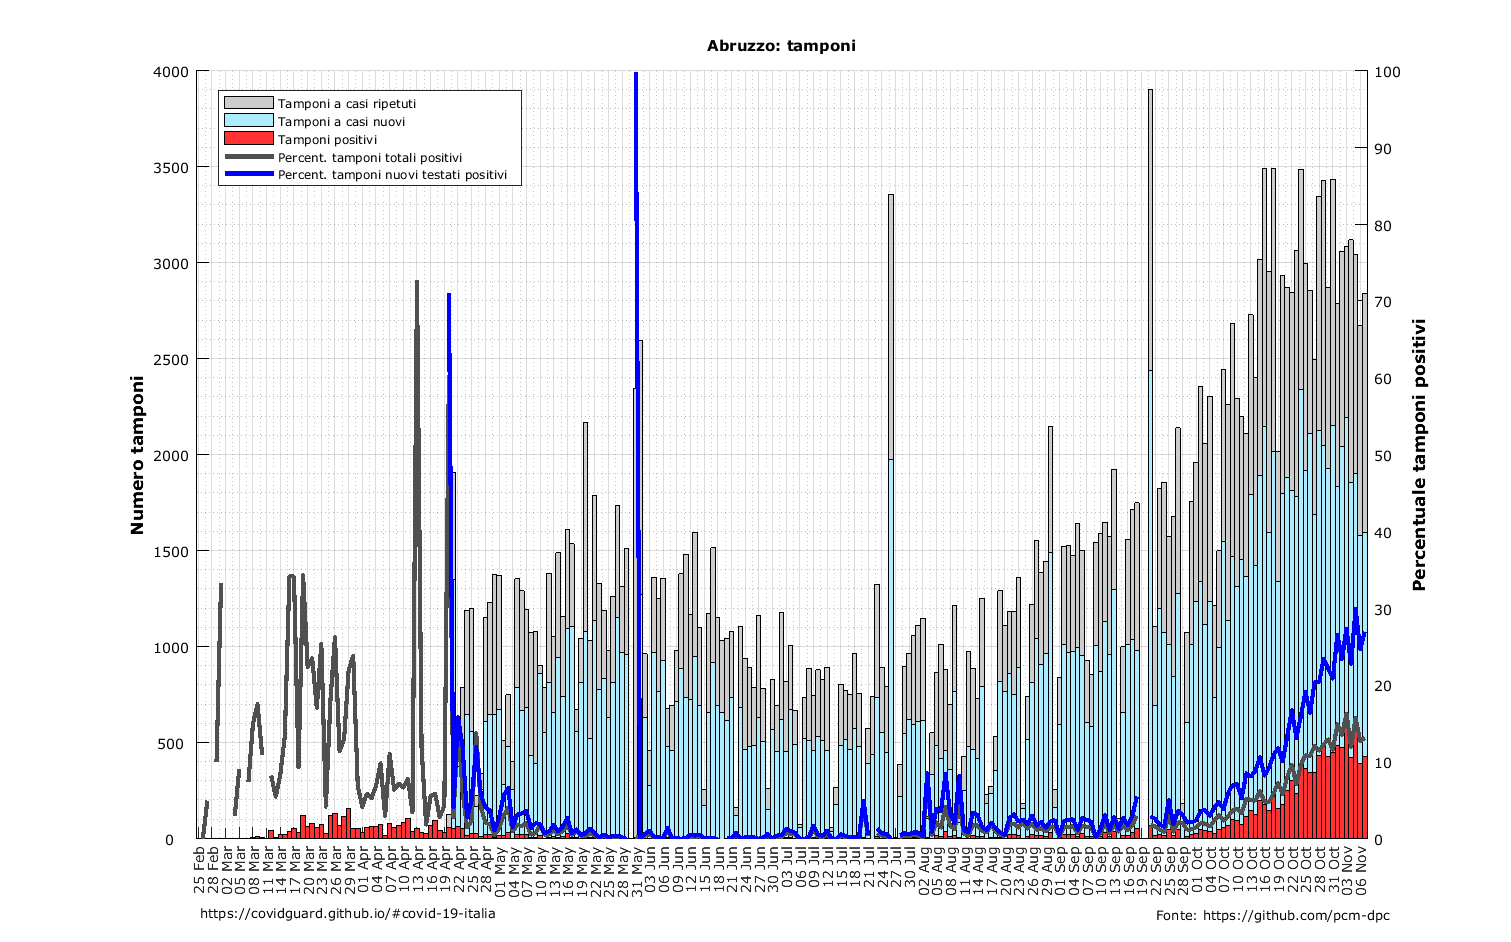 Abruzzo: tamponi
Tamponi a casi ripetuti
Tamponi a casi nuovi
Tamponi positivi
Percent. tamponi totali positivi
Percent. tamponi nuovi testati positivi
Numero tamponi
4000
3500
3000
2500
2000
1500
1000
500
0
Percentuale tamponi positivi
100
90
80
70
60
50
40
30
20
10
0
25 Feb
28 Feb
02 Mar
05 Mar
08 Mar
11 Mar
14 Mar
17 Mar
20 Mar
23 Mar
26 Mar
29 Mar
01 Apr
04 Apr
07 Apr
10 Apr
13 Apr
16 Apr
19 Apr
22 Apr
25 Apr
28 Apr
01 May
04 May
07 May
10 May
13 May
16 May
19 May
22 May
25 May
28 May
31 May
03 Jun
06 Jun
09 Jun
12 Jun
15 Jun
18 Jun
21 Jun
24 Jun
27 Jun
30 Jun
03 Jul
06 Jul
09 Jul
12 Jul
15 Jul
18 Jul
21 Jul
24 Jul
27 Jul
30 Jul
02 Aug
05 Aug
08 Aug
11 Aug
14 Aug
17 Aug
20 Aug
23 Aug
26 Aug
29 Aug
01 Sep
04 Sep
07 Sep
10 Sep
13 Sep
16 Sep
19 Sep
22 Sep
25 Sep
28 Sep
01 Oct
04 Oct
07 Oct
10 Oct
13 Oct
16 Oct
19 Oct
22 Oct
25 Oct
28 Oct
31 Oct
03 Nov
06 Nov
https://covidguard.github.io/#covid-19-italia
Fonte: https://github.com/pcm-dpc